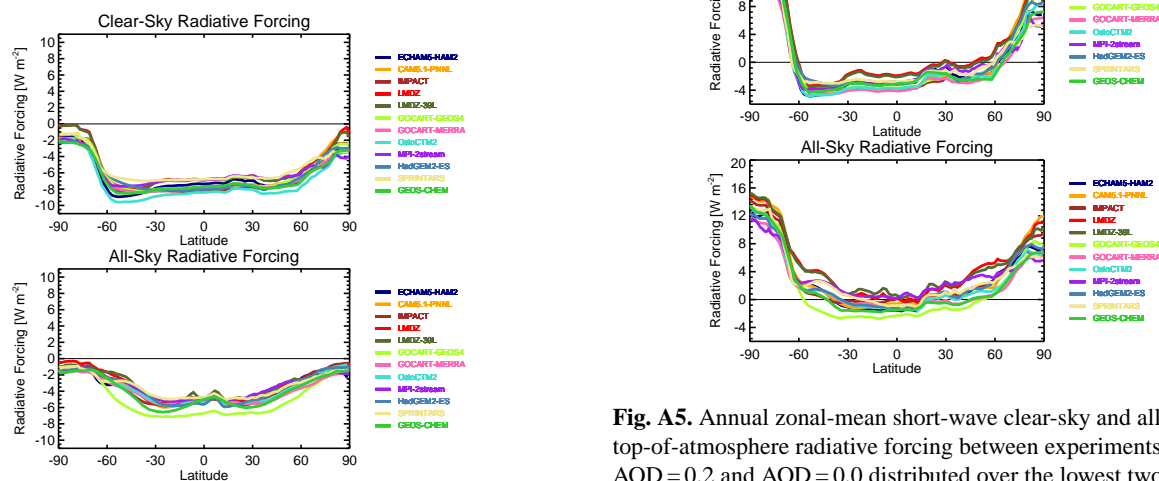 Clear-Sky Radiative Forcing
Radiative Forcing [W m-2]
10
8
6
4
2
0
-2
-4
-6
-8
-10
-90 -60 -30 0 30 60 90
Latitude
ECHAM5-HAM2
CAM5.1-PNNL
IMPACT
LMDZ
LMDZ-39L
GOCART-GEOS4
GOCART-MERRA
OsloCTM2
MPI-2stream
HadGEM2-ES
SPRINTARS
GEOS-CHEM
All-Sky Radiative Forcing
Radiative Forcing [W m-2]
10
8
6
4
2
0
-2
-4
-6
-8
-10
-90 -60 -30 0 30 60 90
Latitude
ECHAM5-HAM2
CAM5.1-PNNL
IMPACT
LMDZ
LMDZ-39L
GOCART-GEOS4
GOCART-MERRA
OsloCTM2
MPI-2stream
HadGEM2-ES
SPRINTARS
GEOS-CHEM
Radiative Forcing
8
4
0
-4
-90 -60 -30 0 30 60 90
Latitude
GOCART-GEOS4
GOCART-MERRA
OsloCTM2
MPI-2stream
HadGEM2-ES
SPRINTARS
GEOS-CHEM
All-Sky Radiative Forcing
Radiative Forcing [W m-2]
20
16
12
8
4
0
-4
-90 -60 -30 0 30 60 90
Latitude
ECHAM5-HAM2
CAM5.1-PNNL
IMPACT
LMDZ
LMDZ-39L
GOCART-GEOS4
GOCART-MERRA
OsloCTM2
MPI-2stream
HadGEM2-ES
SPRINTARS
GEOS-CHEM
Fig. A5. Annual zonal-mean short-wave clear-sky and all
top-of-atmosphere radiative forcing between experiments
AOD = 0.2 and AOD = 0.0 distributed over the lowest two